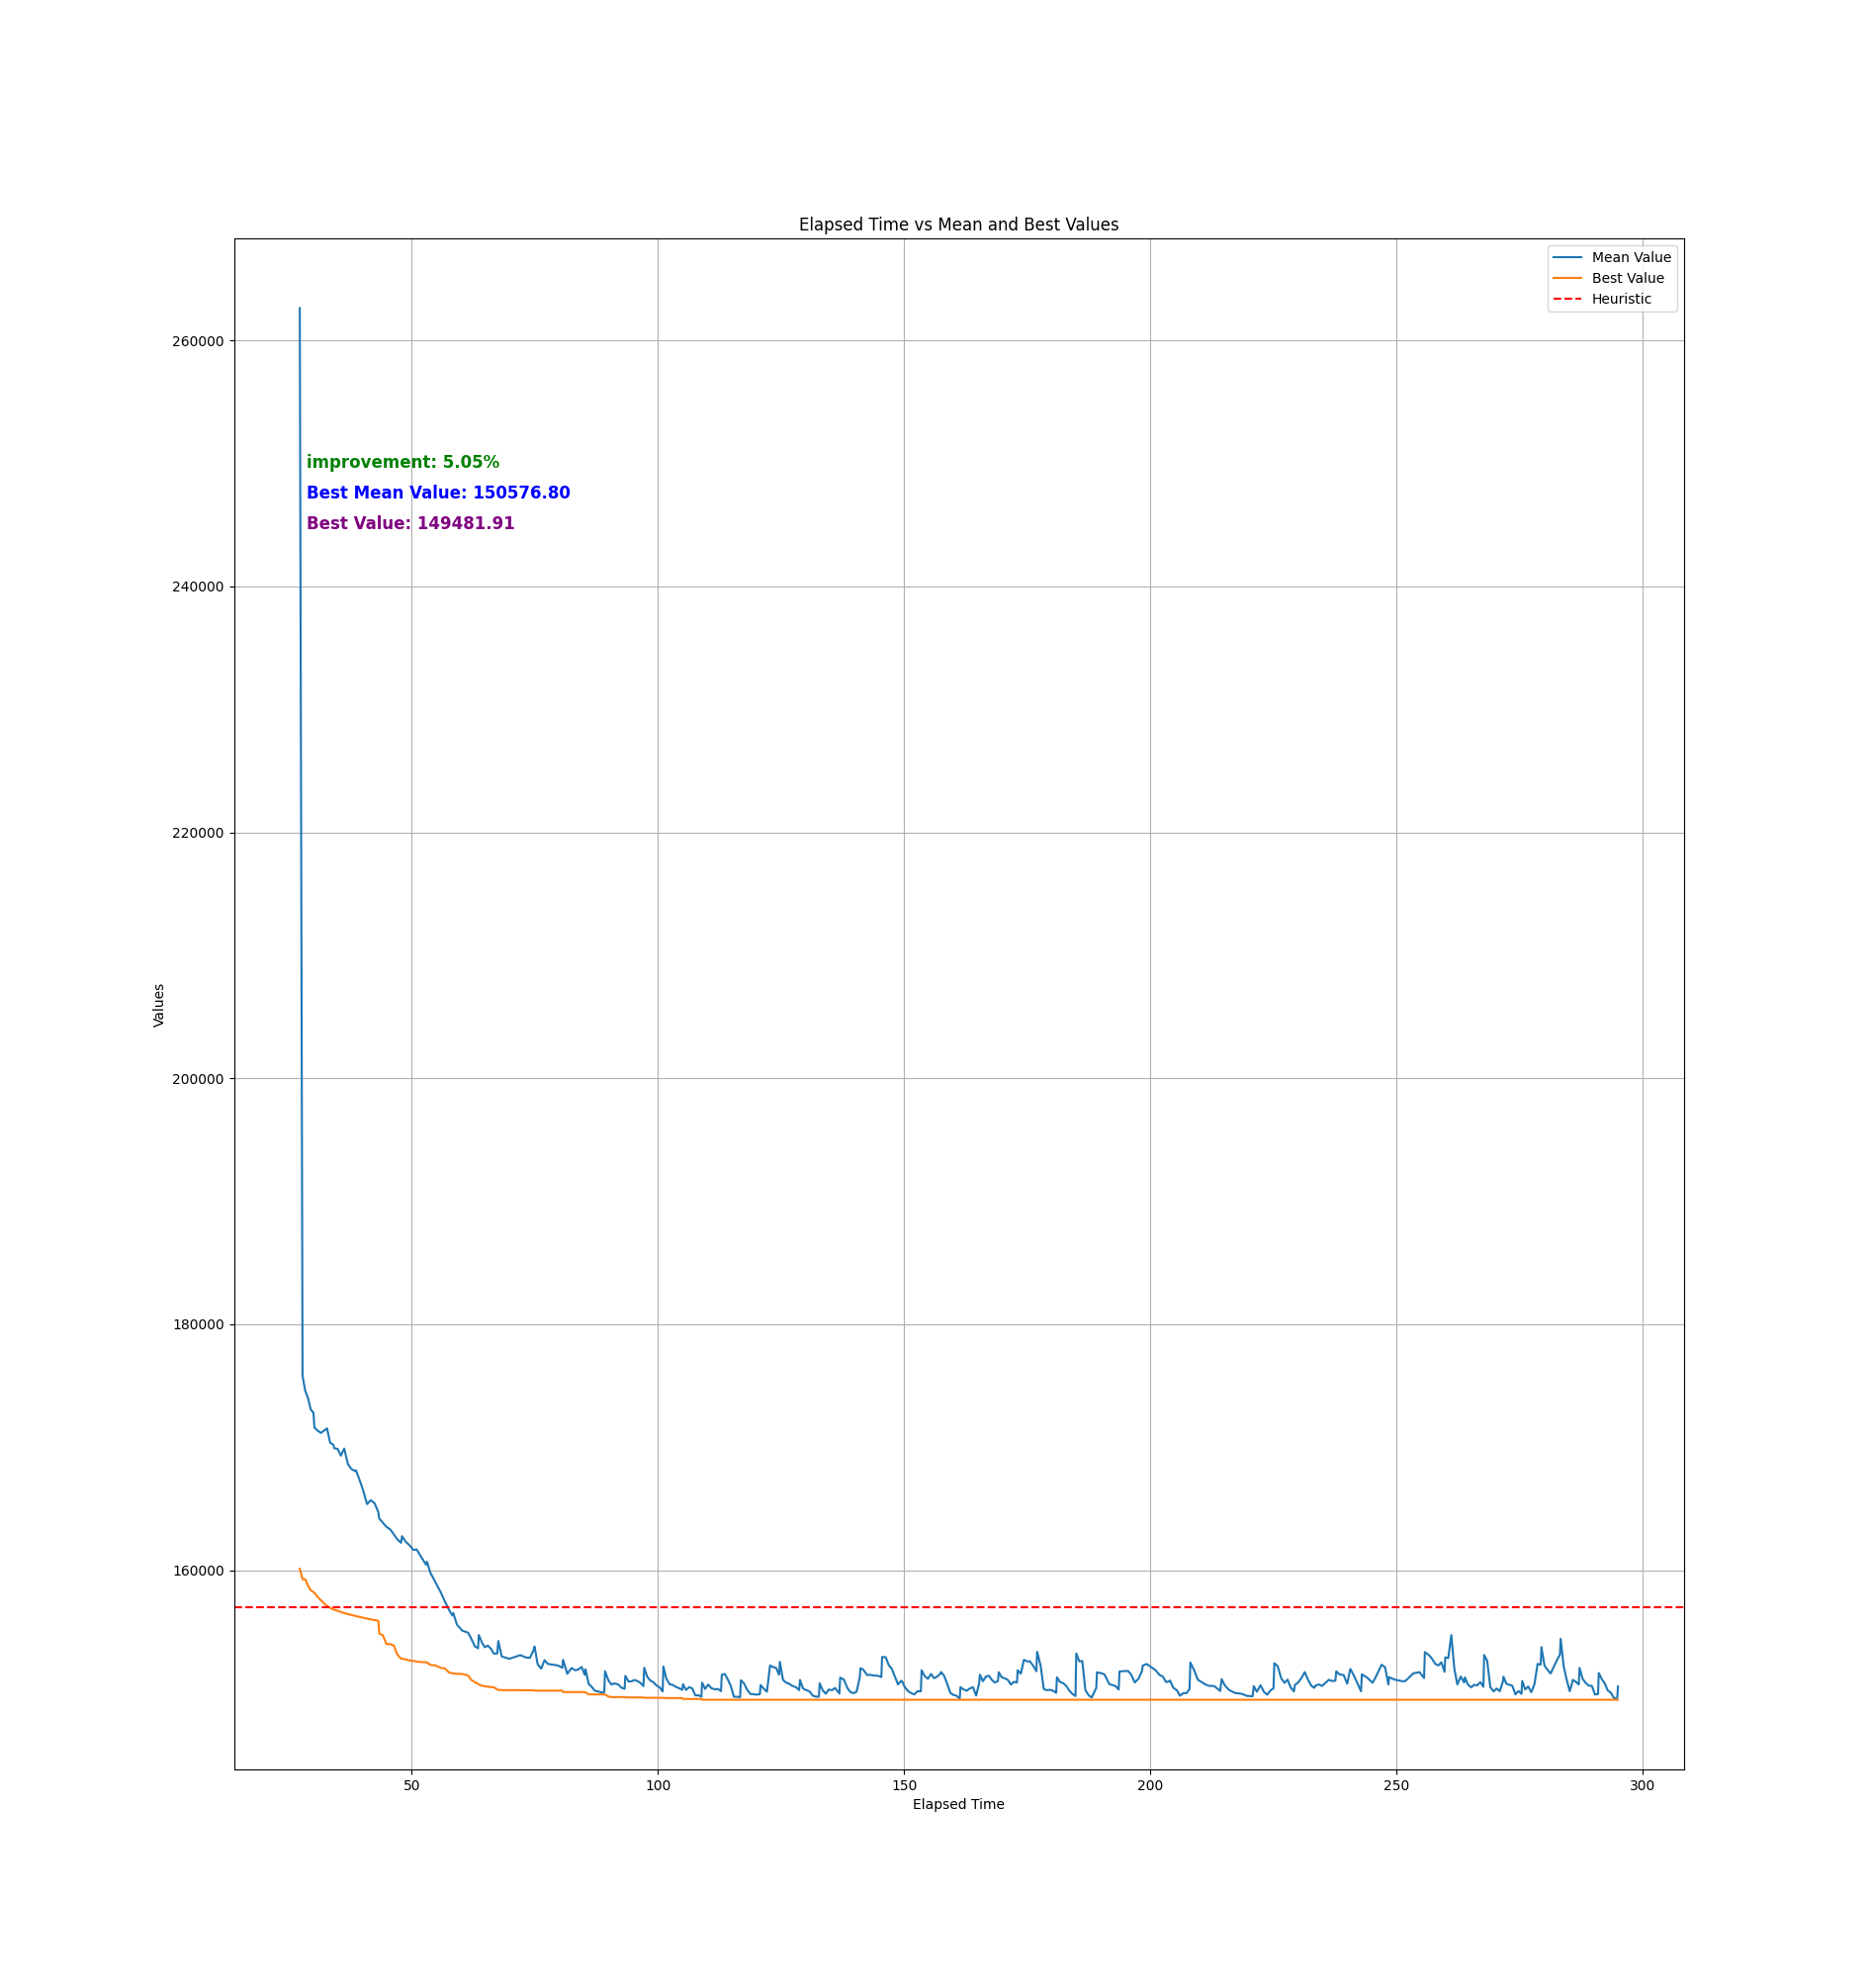 Elapsed Time vs Mean and Best Values
Mean Value
Best Value
Heuristic
improvement: 5.05%
Best Mean Value: 150576.80
Best Value: 149481.91
260000
240000
220000
200000
180000
160000
Values
50
100
150
200
250
300
Elapsed Time